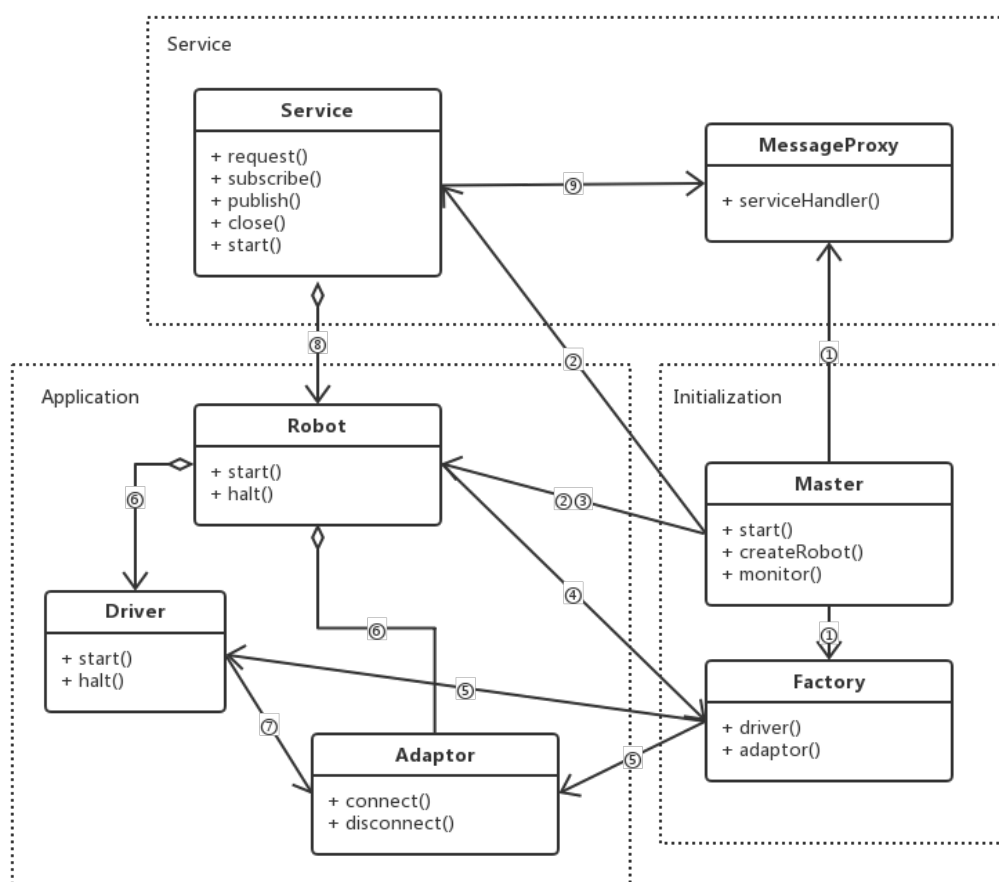 Service
Service
+ request()
+ subscribe()
+ publish()
+ close()
+ start()
MessageProxy
+ serviceHandler()
⑨
②
①
⑧
Application
Robot
+ start()
+ halt()
Initialization
Master
+ start()
+ createRobot()
+ monitor()
②③
⑥
④
①
⑥
Driver
+ start()
+ halt()
⑤
⑦
Factory
+ driver()
+ adaptor()
⑤
Adaptor
+ connect()
+ disconnect()